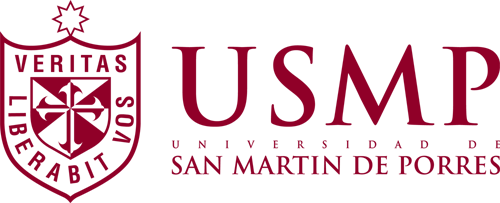 VERITAS
LIBERABIT VOS
USMP
UNIVERSIDAD DE
SAN MARTIN DE PORRES